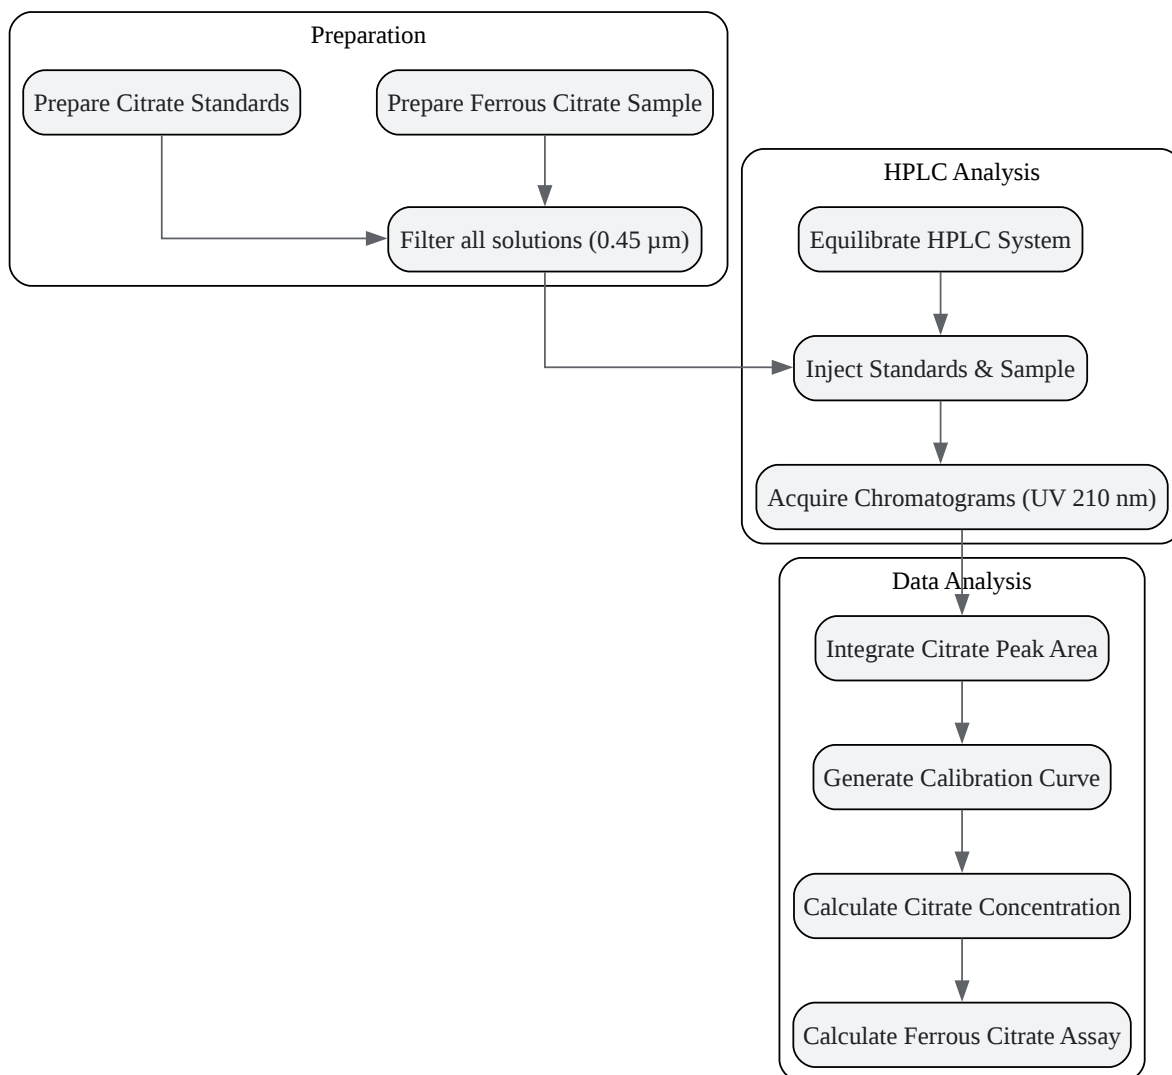 Preparation
Prepare Citrate Standards
Prepare Ferrous Citrate Sample
Filter all solutions (0.45 µm)
HPLC Analysis
Equilibrate HPLC System
Inject Standards & Sample
Acquire Chromatograms (UV 210 nm)
Data Analysis
Integrate Citrate Peak Area
Generate Calibration Curve
Calculate Citrate Concentration
Calculate Ferrous Citrate Assay